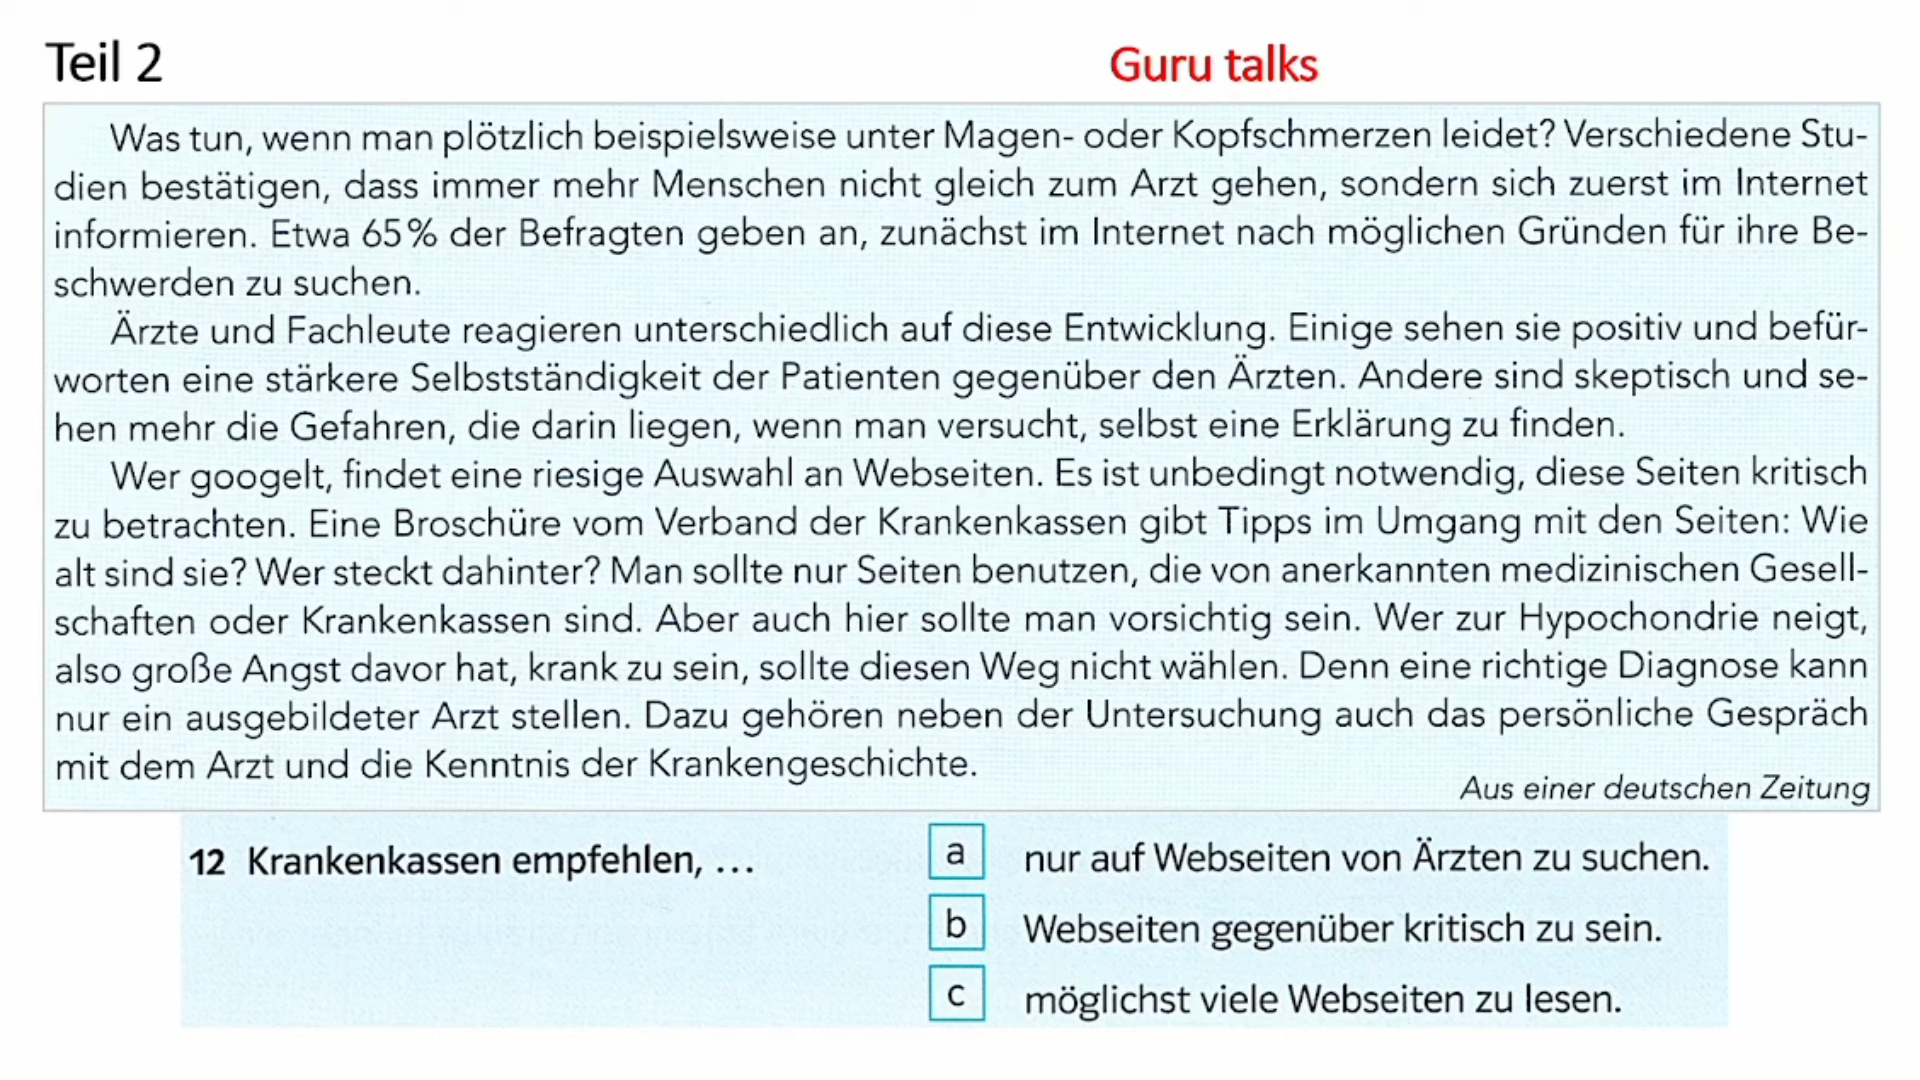 Teil 2
Guru talks
Was tun, wenn man plötzlich beispielsweise unter Magen- oder Kopfschmerzen leidet? Verschiedene Stu-
dien bestätigen, dass immer mehr Menschen nicht gleich zum Arzt gehen, sondern sich zuerst im Internet
informieren. Etwa 65% der Befragten geben an, zunächst im Internet nach möglichen Gründen für ihre Be-
schwerden zu suchen.
Ärzte und Fachleute reagieren unterschiedlich auf diese Entwicklung. Einige sehen sie positiv und befür-
worten eine stärkere Selbstständigkeit der Patienten gegenüber den Ärzten. Andere sind skeptisch und se-
hen mehr die Gefahren, die darin liegen, wenn man versucht, selbst eine Erklärung zu finden.
Wer googelt, findet eine riesige Auswahl an Webseiten. Es ist unbedingt notwendig, diese Seiten kritisch
zu betrachten. Eine Broschüre vom Verband der Krankenkassen gibt Tipps im Umgang mit den Seiten: Wie
alt sind sie? Wer steckt dahinter? Man sollte nur Seiten benutzen, die von anerkannten medizinischen Gesell-
schaften oder Krankenkassen sind. Aber auch hier sollte man vorsichtig sein. Wer zur Hypochondrie neigt,
also große Angst davor hat, krank zu sein, sollte diesen Weg nicht wählen. Denn eine richtige Diagnose kann
nur ein ausgebildeter Arzt stellen. Dazu gehören neben der Untersuchung auch das persönliche Gespräch
mit dem Arzt und die Kenntnis der Krankengeschichte.
Aus einer deutschen Zeitung
12 Krankenkassen empfehlen, ...
a nur auf Webseiten von Ärzten zu suchen.
b Webseiten gegenüber kritisch zu sein.
c möglichst viele Webseiten zu lesen.